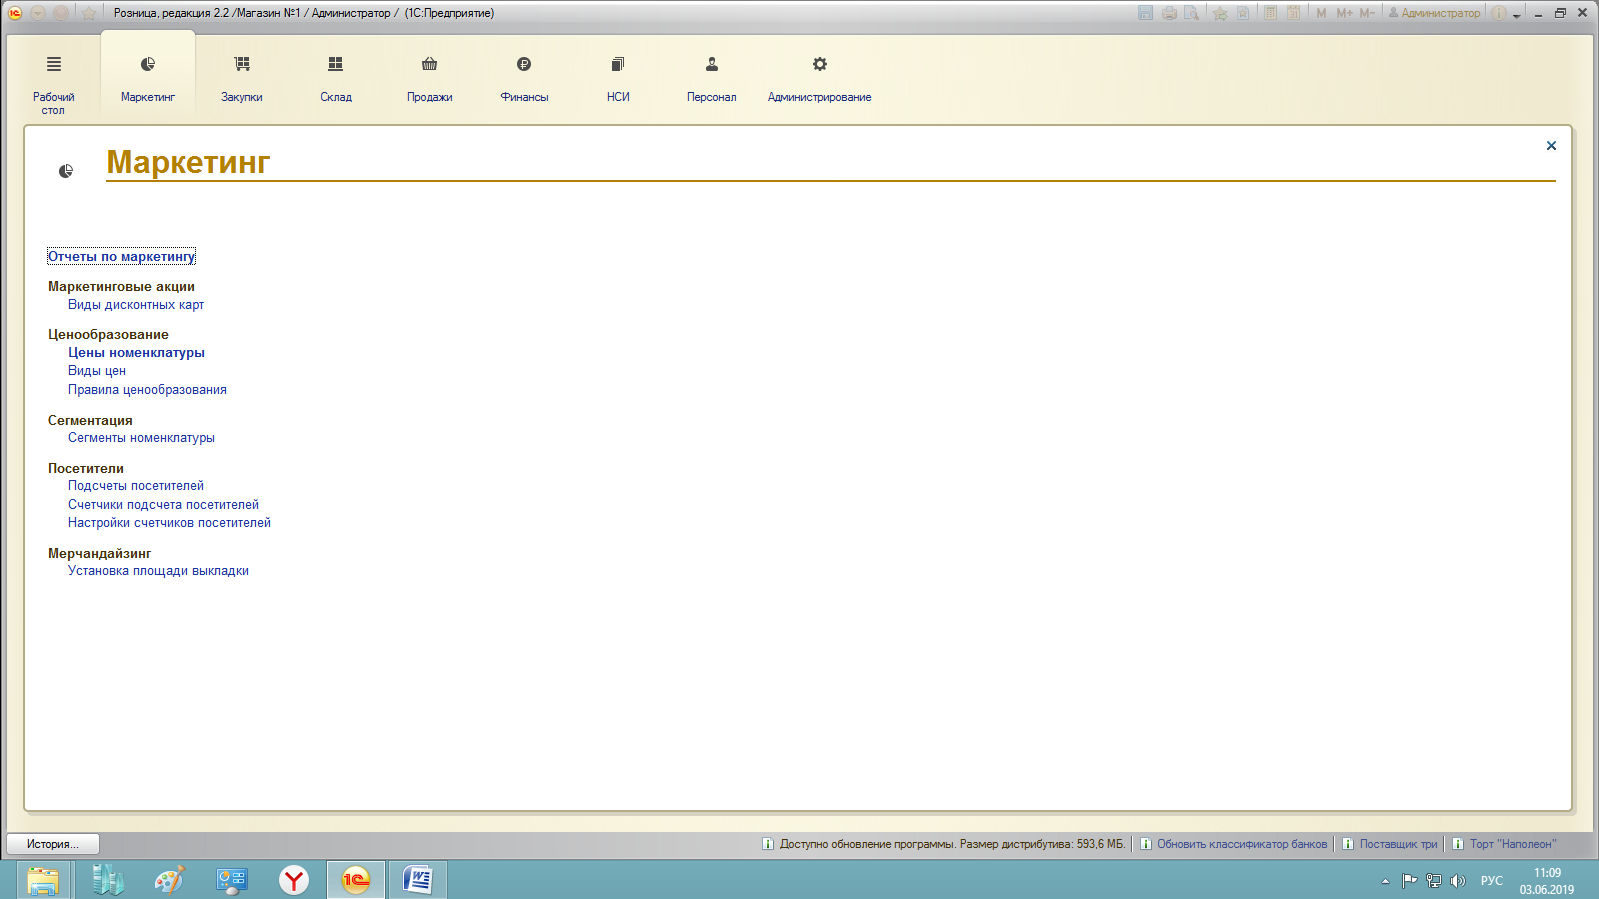 Розница, редакция 2.2 /Магазин №1 / Администратор / (1С:Предприятие)
M M+ M- Администратор
Рабочий стол
Маркетинг
Закупки
Склад
Продажи
Финансы
НСИ
Персонал
Администрирование
Маркетинг
Отчеты по маркетингу
Маркетинговые акции
Виды дисконтных карт
Ценообразование
Цены номенклатуры
Виды цен
Правила ценообразования
Сегментация
Сегменты номенклатуры
Посетители
Подсчеты посетителей
Счетчики подсчета посетителей
Настройки счетчиков посетителей
Мерчандайзинг
Установка площади выкладки
История...
Доступно обновление программы. Размер дистрибутива: 593,6 МБ.
Обновить классификатор банков
Поставщик три
Торт "Наполеон"
РУС
11:09
03.06.2019